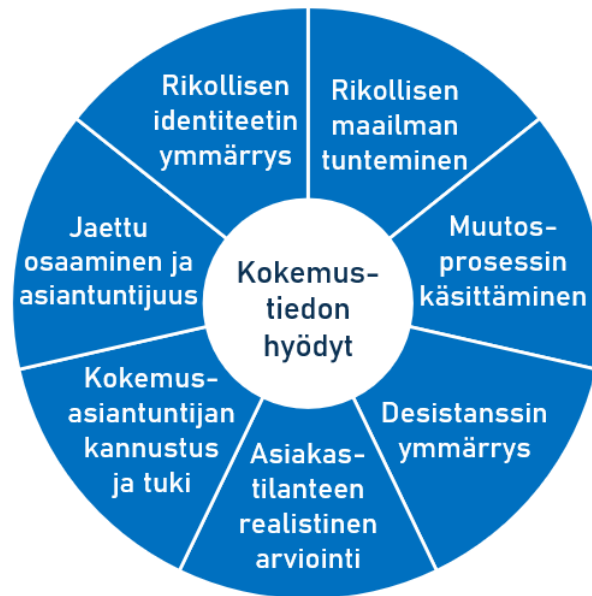 Kokemus-
tiedon
hyödyt
Rikollisen
maailman
tunteminen
Muutos-
prosessin
käsittäminen
Desistanssin
ymmärrys
Asiakas-
tilanteen
realistinen
arviointi
Kokemus-
asiantuntijan
kannustus
ja tuki
Jaettu
osaaminen ja
asiantuntijuus
Rikollisen
identiteetin
ymmärrys